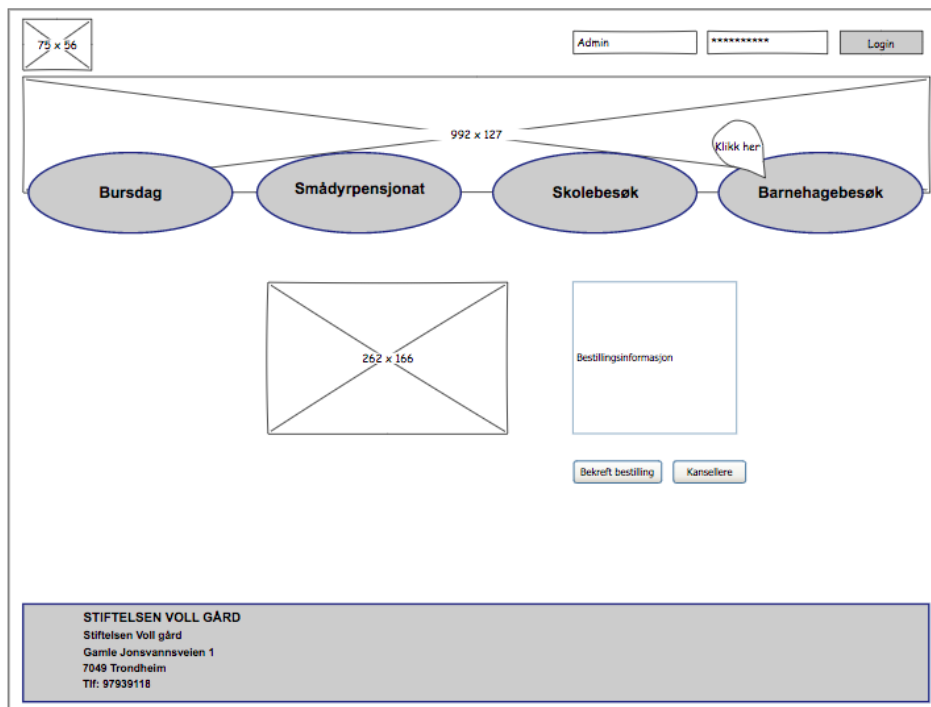 75 x 56
Admin
**********
Login
992 x 127
Klikk her
Bursdag
Smådyrpensjonat
Skolebesøk
Barnehagebesøk
262 x 166
Bestillingsinformasjon
Bekreft bestilling
Kansellere
STIFTELSEN VOLL GÅRD
Stiftelsen Voll gård
Gamle Jonsvannsveien 1
7049 Trondheim
Tlf: 97939118